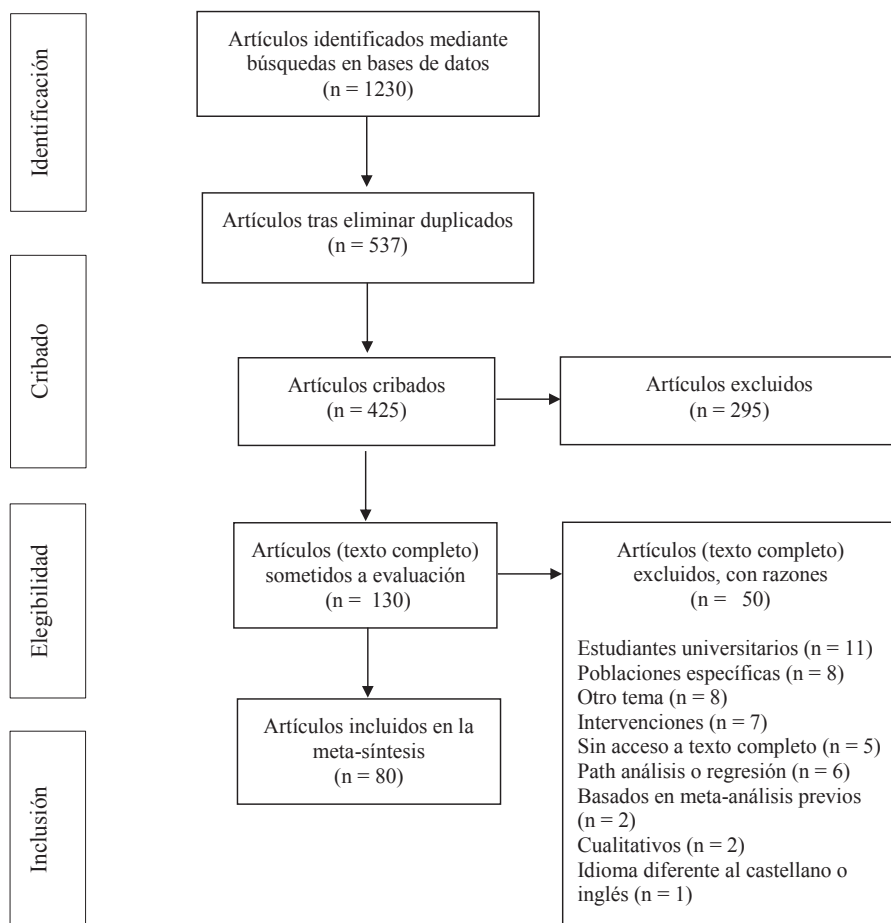 Identificación
Artículos identificados mediante
búsquedas en bases de datos
(n = 1230)
Artículos tras eliminar duplicados
(n = 537)
Cribado
Artículos cribados
(n = 425)
Artículos excluidos
(n = 295)
Elegibilidad
Artículos (texto completo)
sometidos a evaluación
(n = 130)
Artículos (texto completo)
excluidos, con razones
(n = 50)
Estudiantes universitarios (n = 11)
Poblaciones específicas (n = 8)
Otro tema (n = 8)
Intervenciones (n = 7)
Sin acceso a texto completo (n = 5)
Path análisis o regresión (n = 6)
Basados en meta-análisis previos
(n = 2)
Cualitativos (n = 2)
Idioma diferente al castellano o
inglés (n = 1)
Inclusión
Artículos incluidos en la
meta-síntesis
(n = 80)